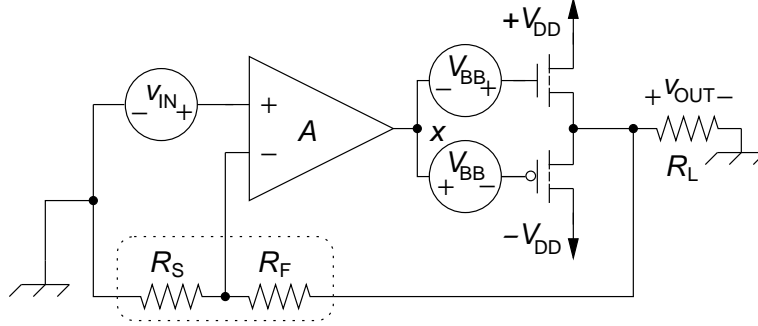 +VDD
− VBB +
+ vOUT −
− vIN +
+
A
−
x
RL
+ VBB −
−VDD
RS
RF